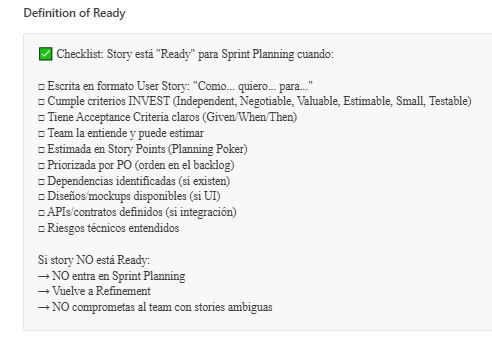 Definition of Ready
✅ Checklist: Story está "Ready" para Sprint Planning cuando:
□ Escrita en formato User Story: "Como... quiero... para..."
□ Cumple criterios INVEST (Independent, Negotiable, Valuable, Estimable, Small, Testable)
□ Tiene Acceptance Criteria claros (Given/When/Then)
□ Team la entiende y puede estimar
□ Estimada en Story Points (Planning Poker)
□ Priorizada por PO (orden en el backlog)
□ Dependencias identificadas (si existen)
□ Diseños/mockups disponibles (si UI)
□ APIs/contratos definidos (si integración)
□ Riesgos técnicos entendidos
Si story NO está Ready:
→ NO entra en Sprint Planning
→ Vuelve a Refinement
→ NO comprometas al team con stories ambiguas